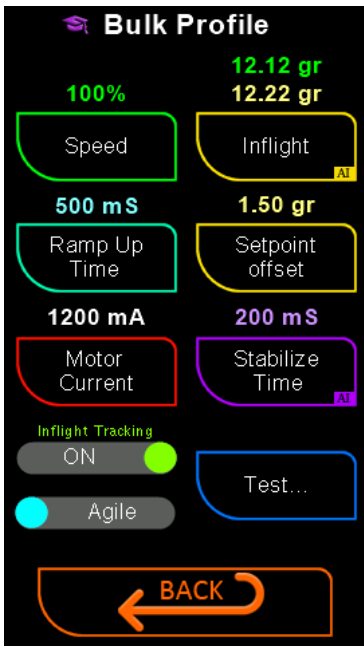 Bulk Profile
12.12 gr
100%
12.22 gr
Speed
Inflight
AI
500 mS
1.50 gr
Ramp Up
Time
Setpoint
offset
1200 mA
200 mS
Motor
Current
Stabilize
Time
AI
Inflight Tracking
ON
Agile
Test...
BACK